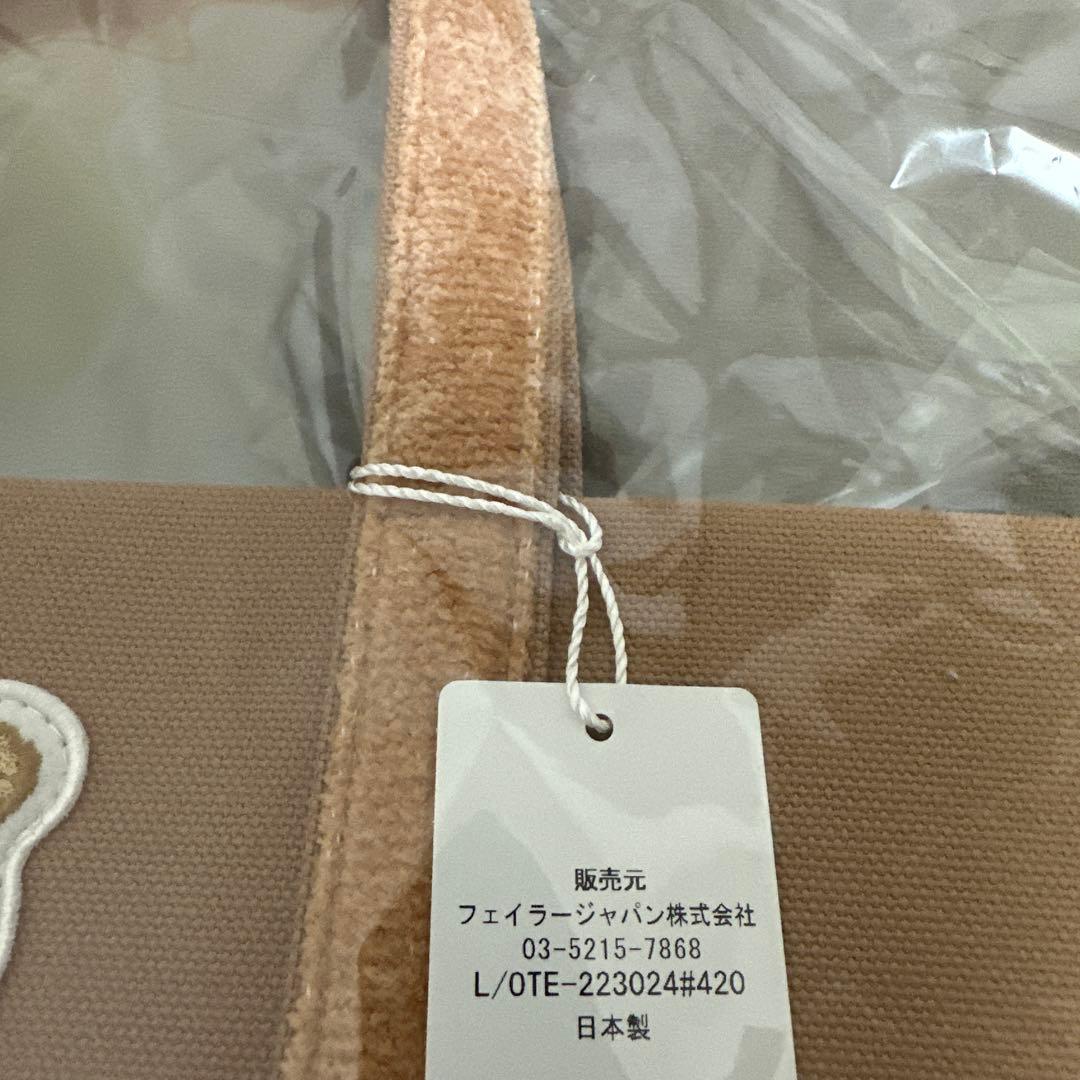 販売元
フェイラージャパン株式会社
03-5215-7868
L/OTE-223024#420
日本製